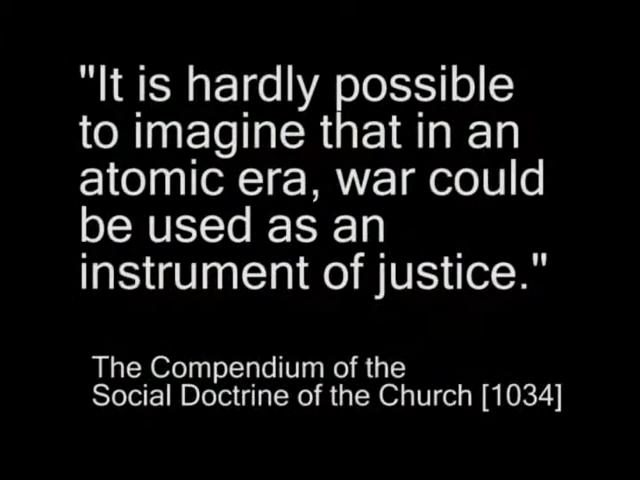 "It is hardly possible
to imagine that in an
atomic era, war could
be used as an
instrument of justice."
The Compendium of the
Social Doctrine of the Church [1034]